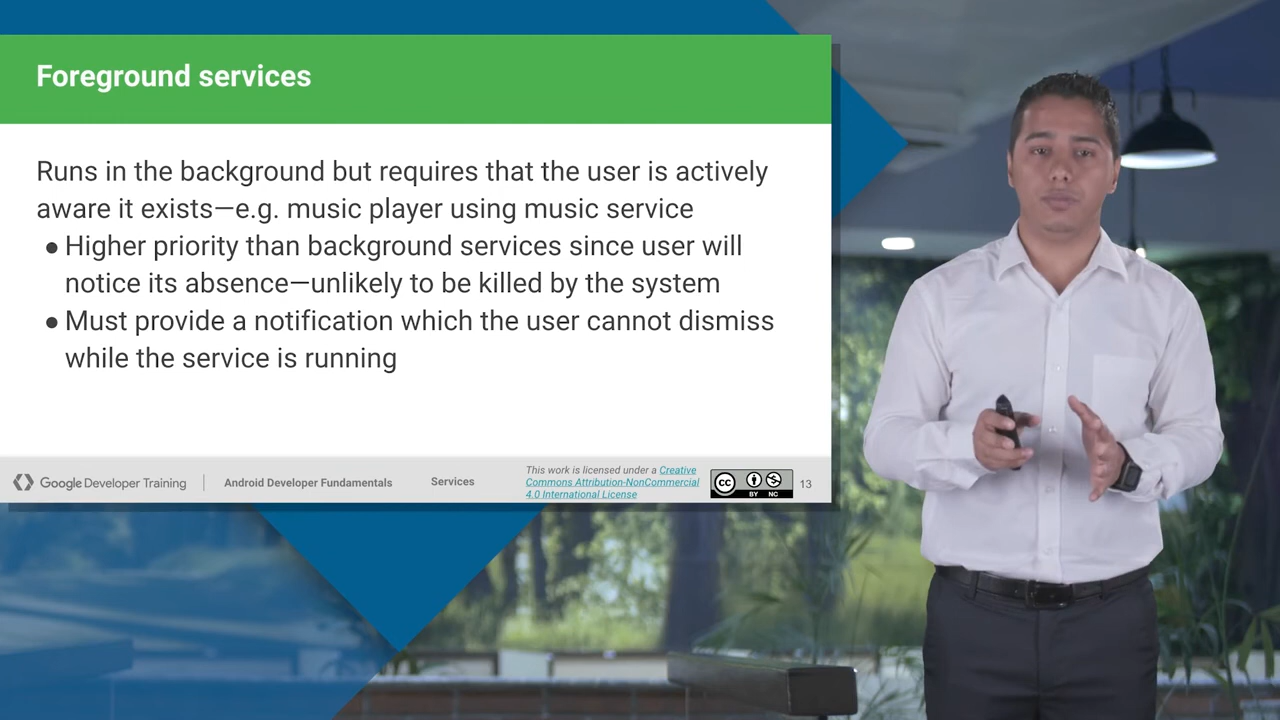 Foreground services
Runs in the background but requires that the user is actively
aware it exists—e.g. music player using music service
● Higher priority than background services since user will
notice its absence—unlikely to be killed by the system
● Must provide a notification which the user cannot dismiss
while the service is running
Google Developer Training
Android Developer Fundamentals
Services
This work is licensed under a Creative
Commons Attribution-NonCommercial
4.0 International License
cc
BY NC
13